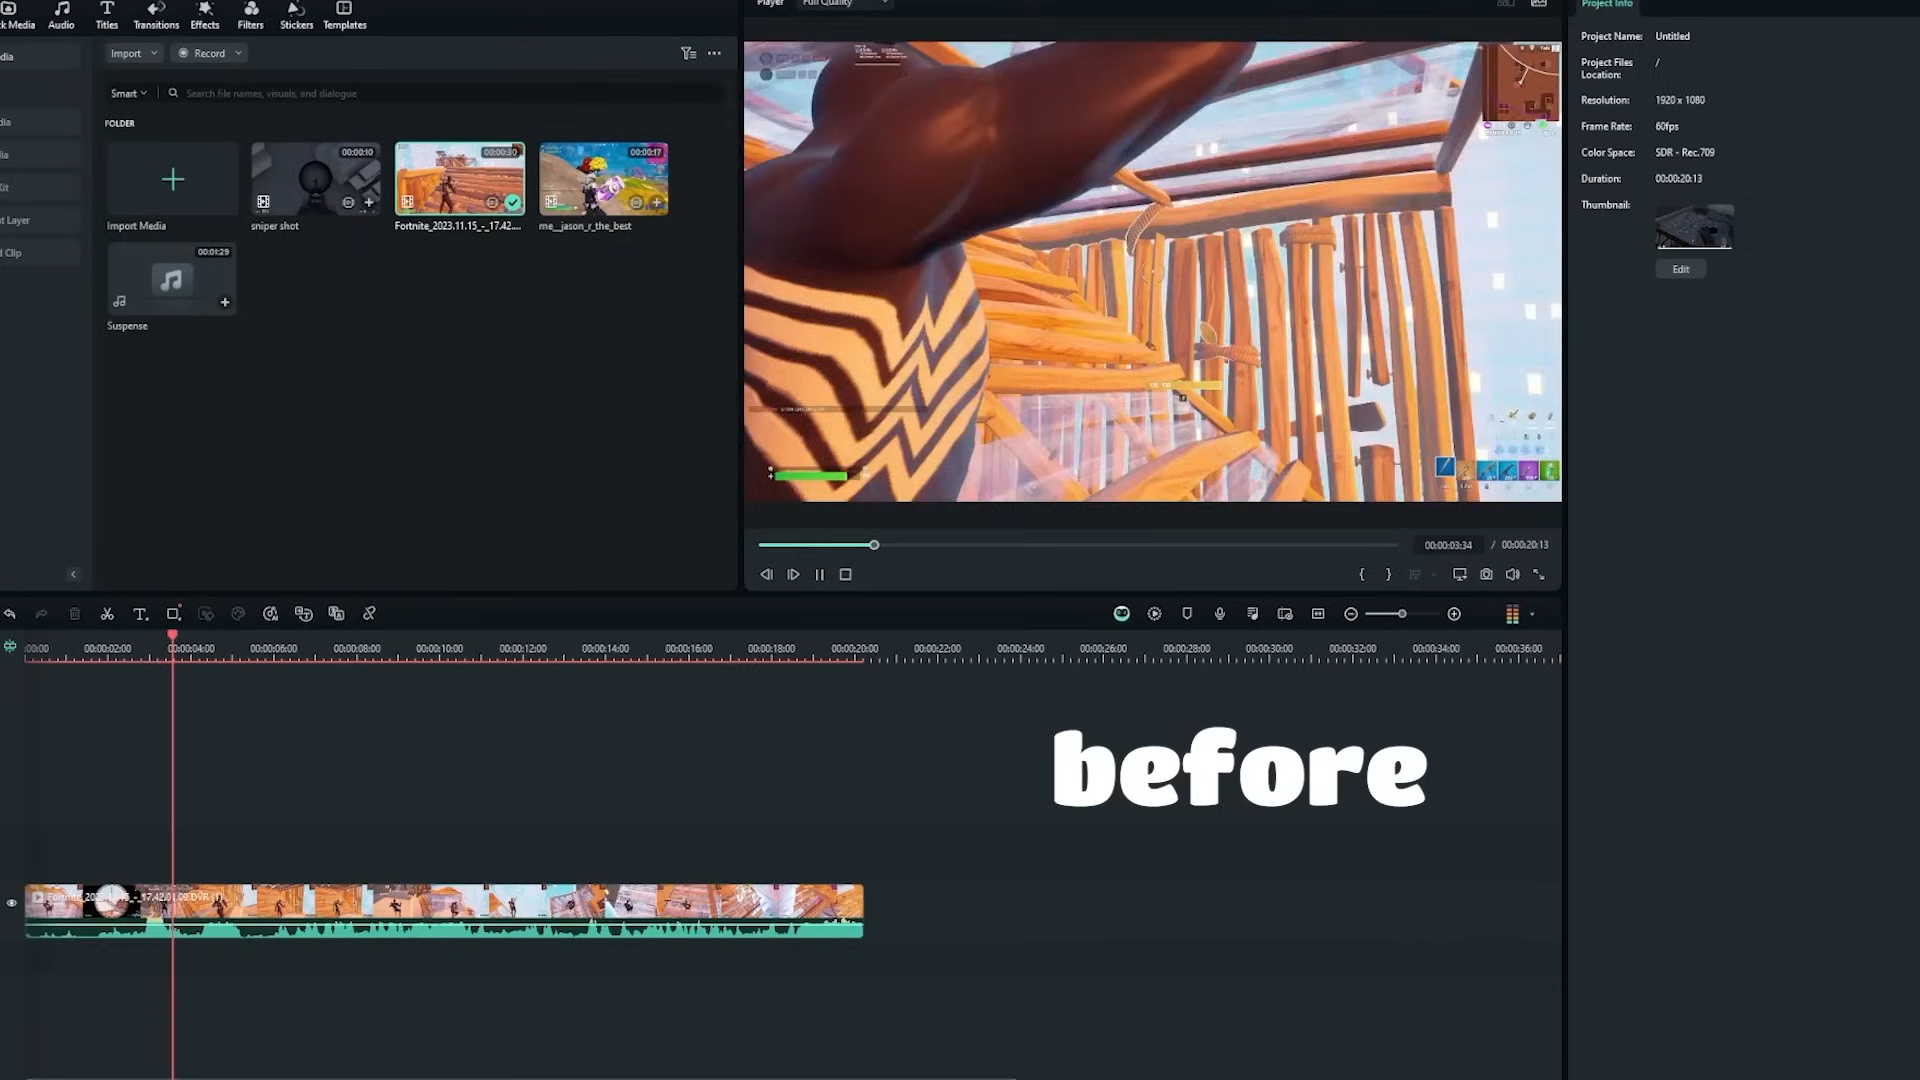 Player Full Quality
Project Info
Media Audio Titles Transitions Effects Filters Stickers Templates
Import Record
Smart Search file names, visuals, and dialogue
FOLDER
00:00:10 00:00:30 00:00:17
Import Media sniper shot Fortnite_2023.11.15_-_17.42.... me,_jason_r_the_best
00:01:29
Suspense
Layer
Clip
Project Name: Untitled
Project Files Location: /
Resolution: 1920 x 1080
Frame Rate: 60fps
Color Space: SDR - Rec.709
Duration: 00:00:20:13
Thumbnail:
Edit
00:00:03:34 / 00:00:20:13
:00:00 00:00:02:00 00:00:04:00 00:00:06:00 00:00:08:00 00:00:10:00 00:00:12:00 00:00:14:00 00:00:16:00 00:00:18:00 00:00:20:00 00:00:22:00 00:00:24:00 00:00:26:00 00:00:28:00 00:00:30:00 00:00:32:00 00:00:34:00 00:00:36:00
before